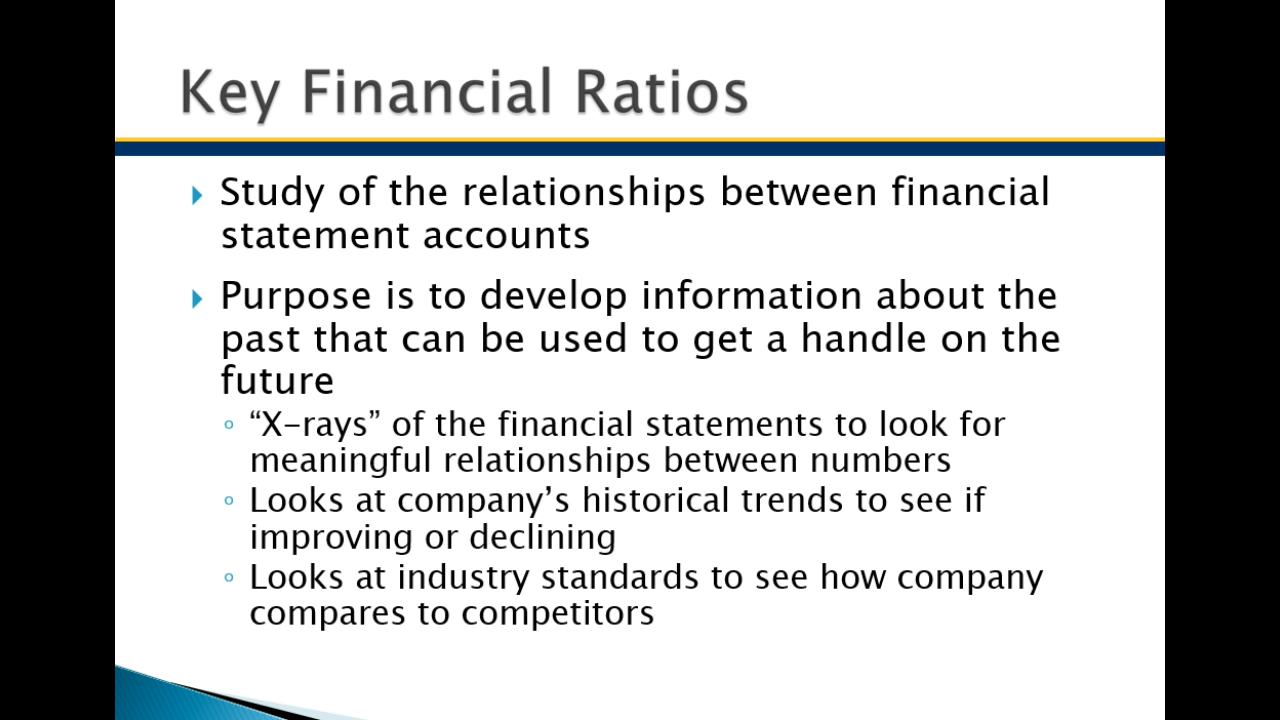 Key Financial Ratios
Study of the relationships between financial
statement accounts
Purpose is to develop information about the
past that can be used to get a handle on the
future
“X-rays” of the financial statements to look for
meaningful relationships between numbers
Looks at company’s historical trends to see if
improving or declining
Looks at industry standards to see how company
compares to competitors